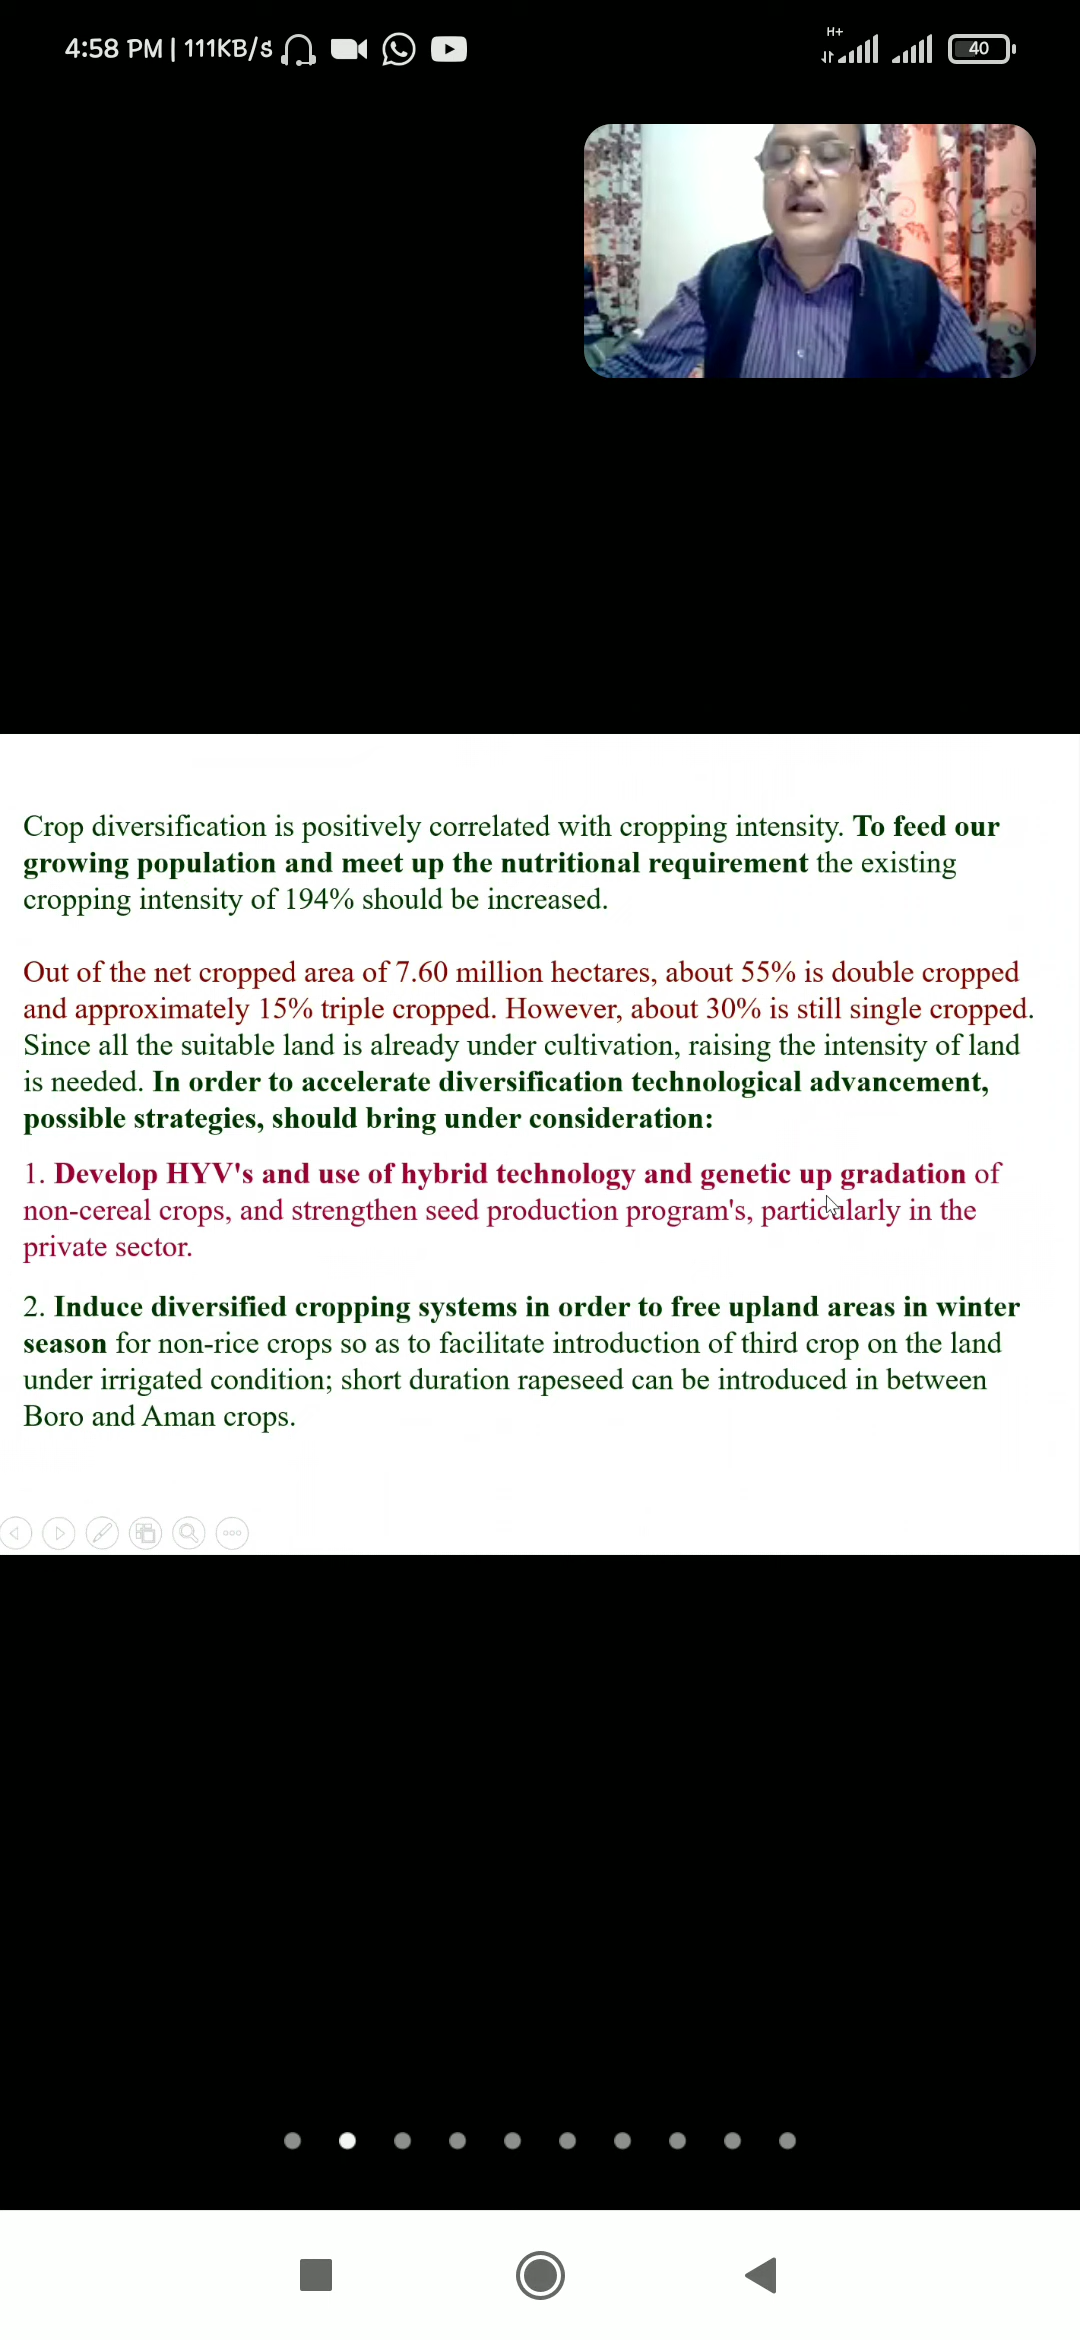 4:58 PM | 111KB/s
H+
40
Crop diversification is positively correlated with cropping intensity. To feed our
growing population and meet up the nutritional requirement the existing
cropping intensity of 194% should be increased.
Out of the net cropped area of 7.60 million hectares, about 55% is double cropped
and approximately 15% triple cropped. However, about 30% is still single cropped.
Since all the suitable land is already under cultivation, raising the intensity of land
is needed. In order to accelerate diversification technological advancement,
possible strategies, should bring under consideration:
1. Develop HYV's and use of hybrid technology and genetic up gradation of
non-cereal crops, and strengthen seed production program's, particularly in the
private sector.
2. Induce diversified cropping systems in order to free upland areas in winter
season for non-rice crops so as to facilitate introduction of third crop on the land
under irrigated condition; short duration rapeseed can be introduced in between
Boro and Aman crops.